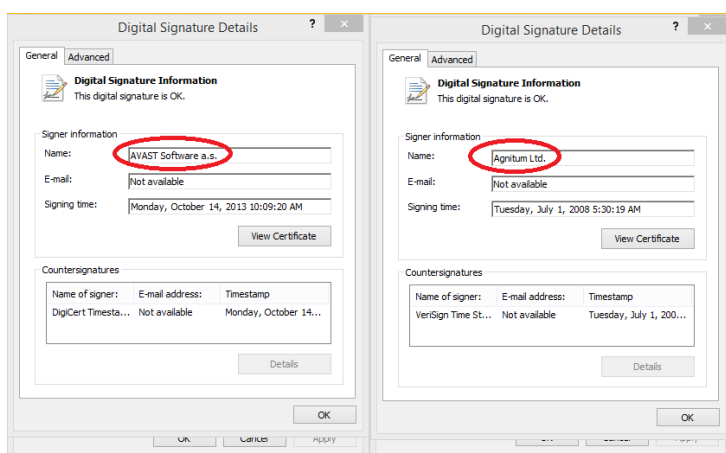 Digital Signature Details
?
×
General
Advanced
Digital Signature Information
This digital signature is OK.
Signer information
Name:
AVAST Software a.s.
E-mail:
Not available
Signing time:
Monday, October 14, 2013 10:09:20 AM
View Certificate
Countersignatures
Name of signer: E-mail address: Timestamp
DigiCert Timesta... Not available Monday, October 14...
Details
OK
OK Cancel Apply
Digital Signature Details
?
×
General
Advanced
Digital Signature Information
This digital signature is OK.
Signer information
Name:
Agnitum Ltd.
E-mail:
Not available
Signing time:
Tuesday, July 1, 2008 5:30:19 AM
View Certificate
Countersignatures
Name of signer: E-mail address: Timestamp
VeriSign Time St... Not available Tuesday, July 1, 200...
Details
OK